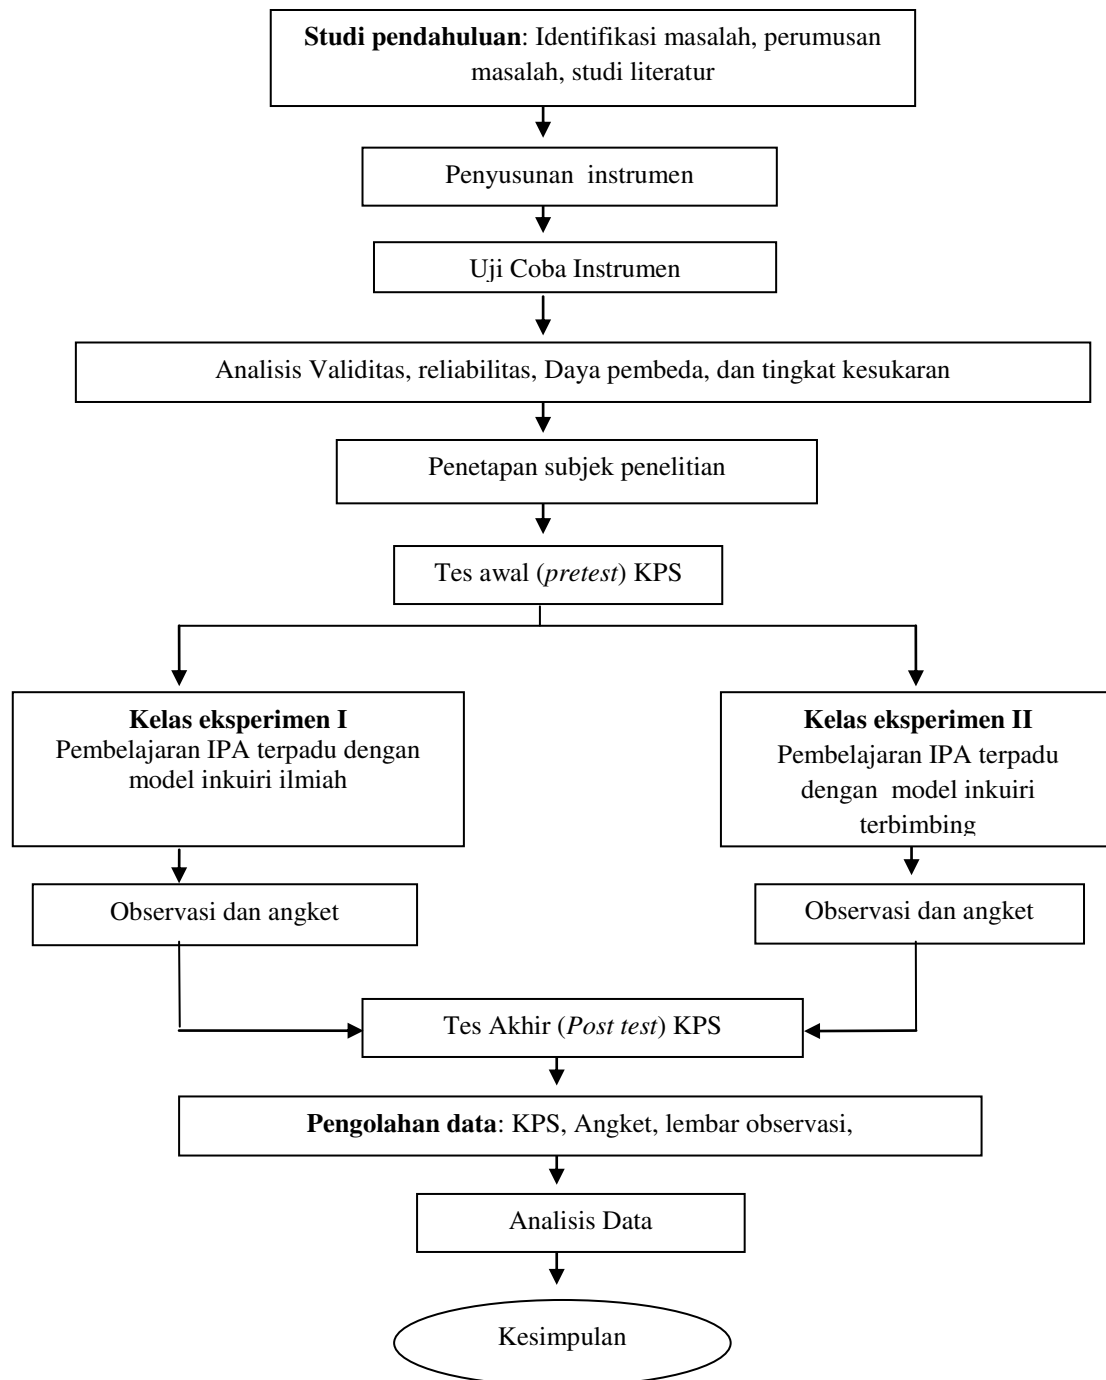 Studi pendahuluan: Identifikasi masalah, perumusan
masalah, studi literatur
Penyusunan instrumen
Uji Coba Instrumen
Analisis Validitas, reliabilitas, Daya pembeda, dan tingkat kesukaran
Penetapan subjek penelitian
Tes awal (pretest) KPS
Kelas eksperimen I
Pembelajaran IPA terpadu dengan
model inkuiri ilmiah
Kelas eksperimen II
Pembelajaran IPA terpadu
dengan model inkuiri
terbimbing
Observasi dan angket
Observasi dan angket
Tes Akhir (Post test) KPS
Pengolahan data: KPS, Angket, lembar observasi,
Analisis Data
Kesimpulan